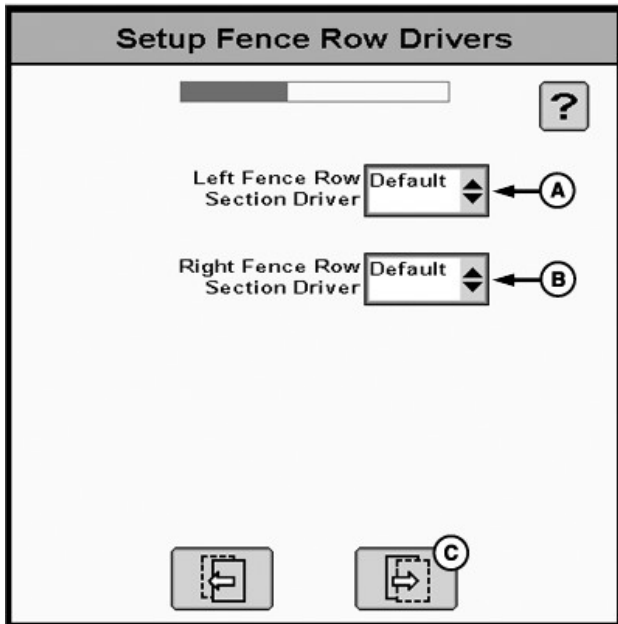 Setup Fence Row Drivers
?
Left Fence Row
Section Driver
Default
A
Right Fence Row
Section Driver
Default
B
C